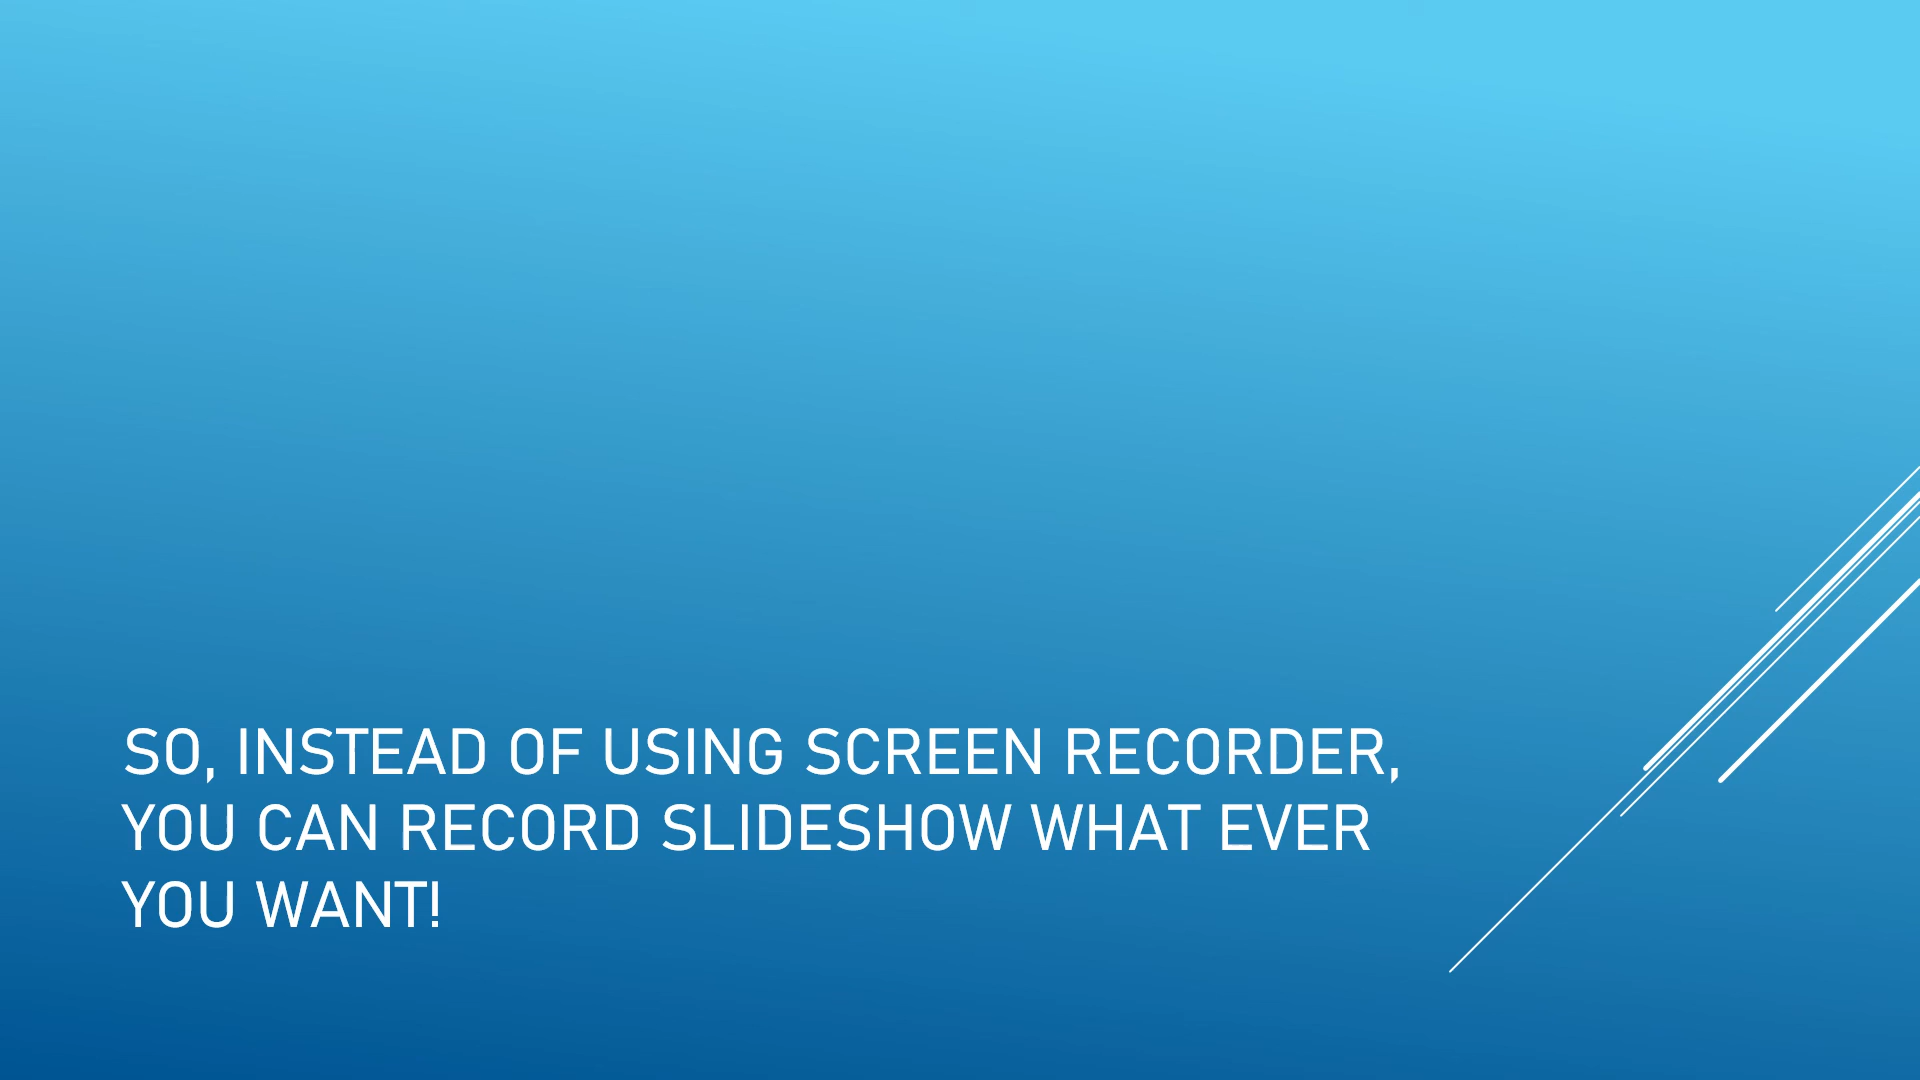 SO, INSTEAD OF USING SCREEN RECORDER,
YOU CAN RECORD SLIDESHOW WHAT EVER
YOU WANT!